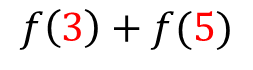 f(3) + f(5)